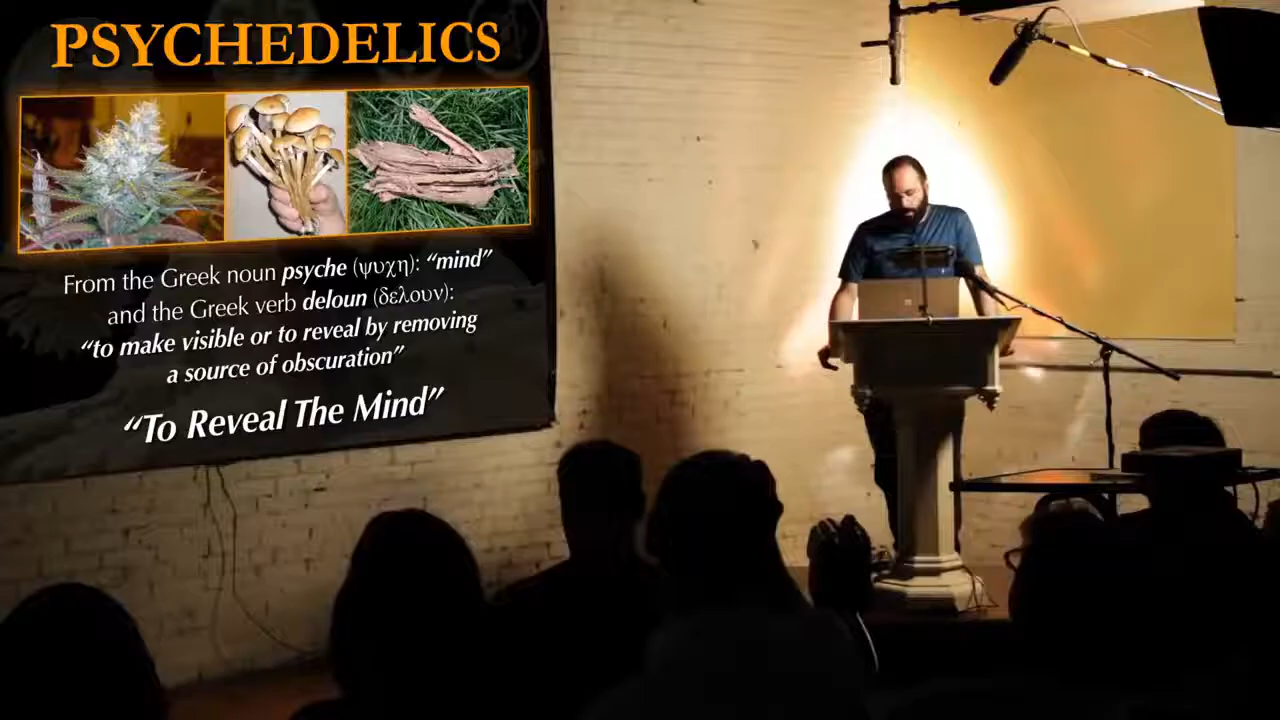 PSYCHEDELICS
From the Greek noun psyche (ψυχη): “mind”
and the Greek verb deloun (δελουν):
“to make visible or to reveal by removing
a source of obscuration”
“To Reveal The Mind”